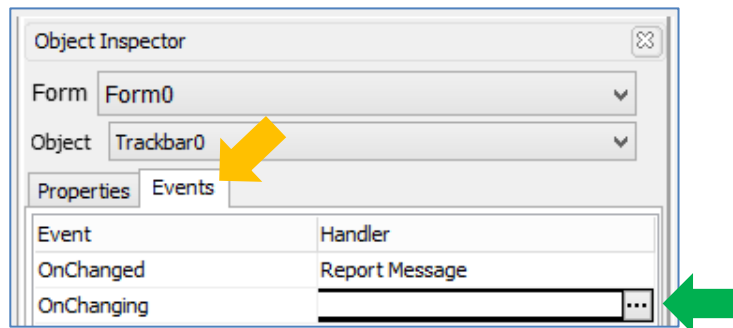 Object Inspector
Form Form0
Object Trackbar0
Properties Events
Event Handler
OnChanged Report Message
OnChanging ...